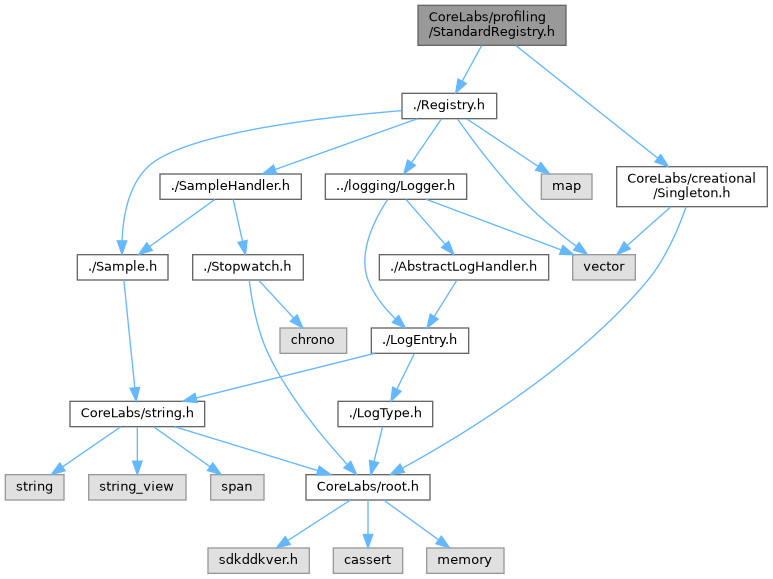 CoreLabs/profiling
/StandardRegistry.h
./Registry.h
./SampleHandler.h
../logging/Logger.h
map
CoreLabs/creational
/Singleton.h
./Sample.h
./Stopwatch.h
./AbstractLogHandler.h
vector
chrono
./LogEntry.h
CoreLabs/string.h
./LogType.h
string
string_view
span
CoreLabs/root.h
sdkddkver.h
cassert
memory